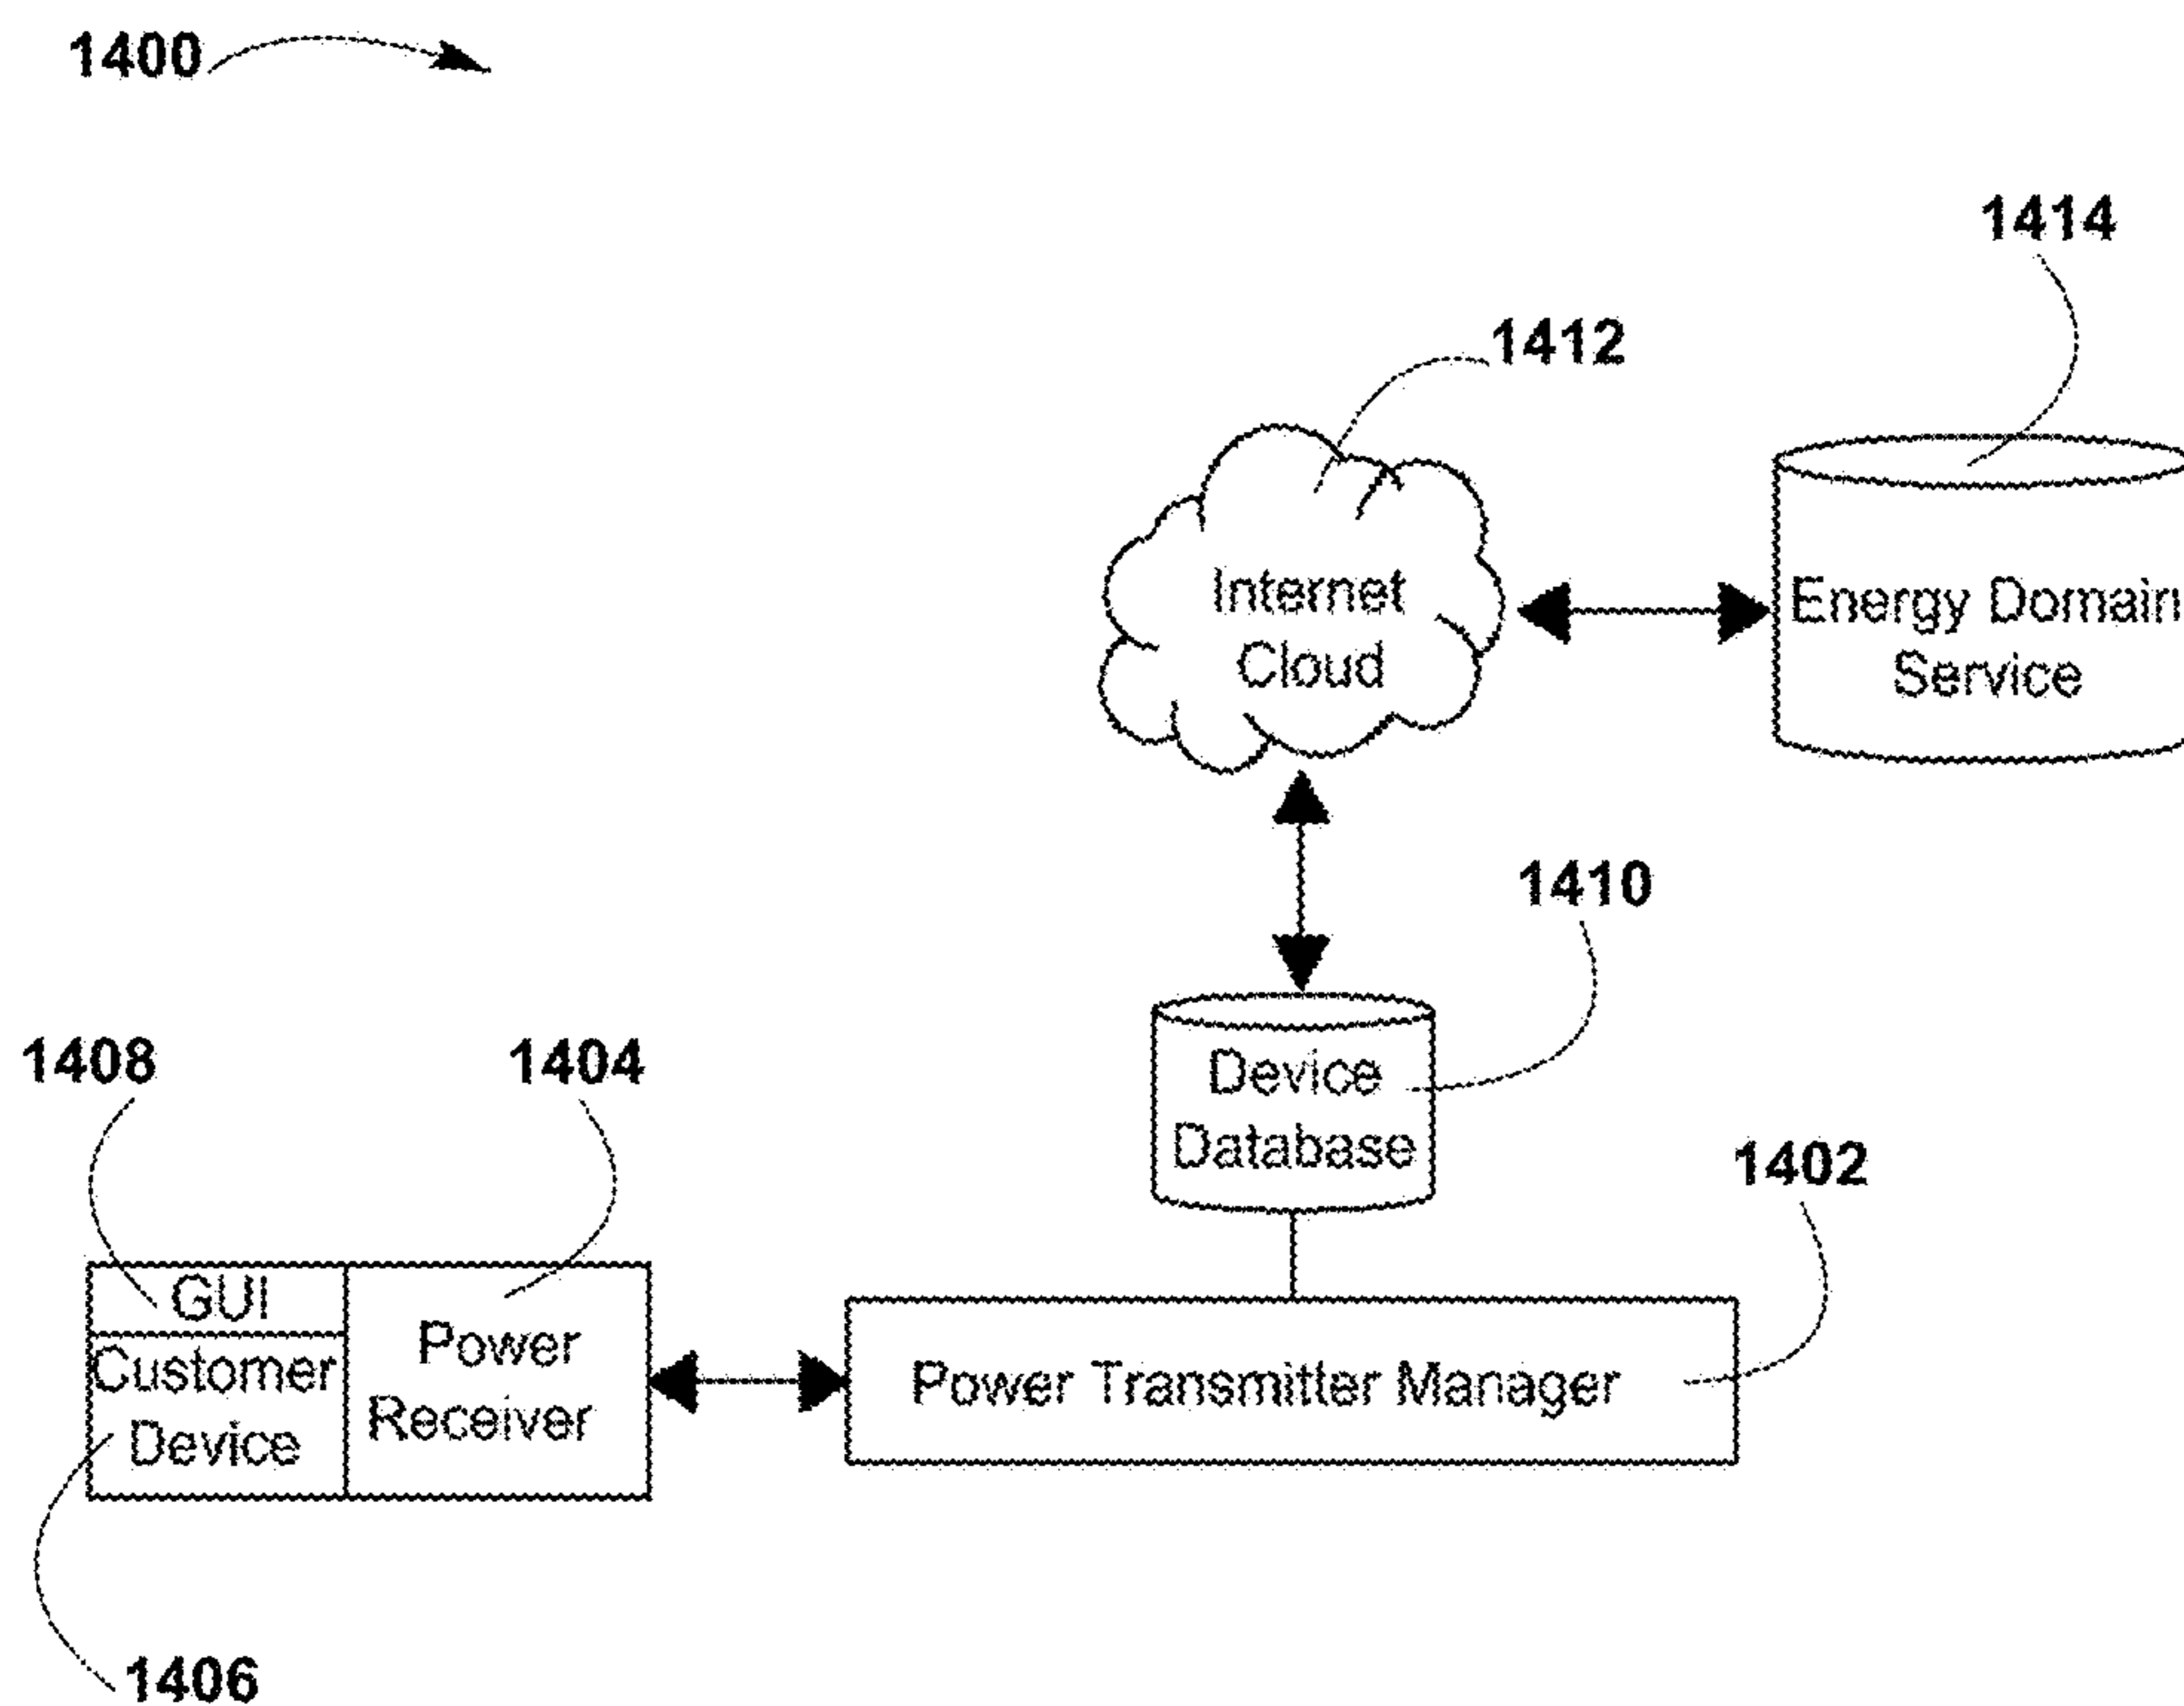 1400
1414
1412
Internet
Cloud
Energy Domain
Service
1410
Device
Database
1408
1404
1402
GUI
Customer
Device
Power
Receiver
Power Transmitter Manager
1406